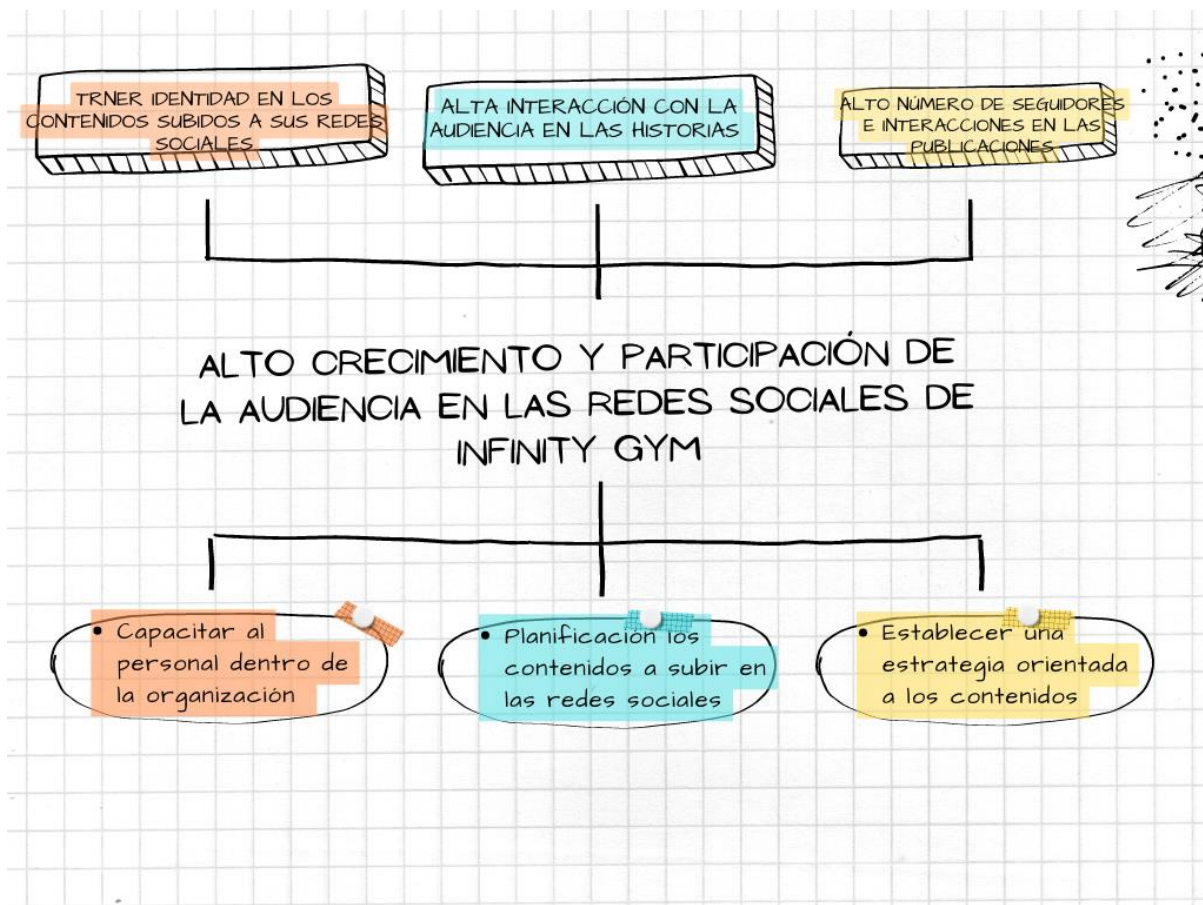 TRNER IDENTIDAD EN LOS
CONTENIDOS SUBIDOS A SUS REDES
SOCIALES
ALTA INTERACCIÓN CON LA
AUDIENCIA EN LAS HISTORIAS
ALTO NÚMERO DE SEGUIDORES
E INTERACCIONES EN LAS
PUBLICACIONES
ALTO CRECIMIENTO Y PARTICIPACIÓN DE
LA AUDIENCIA EN LAS REDES SOCIALES DE
INFINITY GYM
• Capacitar al
personal dentro de
la organización
• Planificación los
contenidos a subir en
las redes sociales
• Establecer una
estrategia orientada
a los contenidos